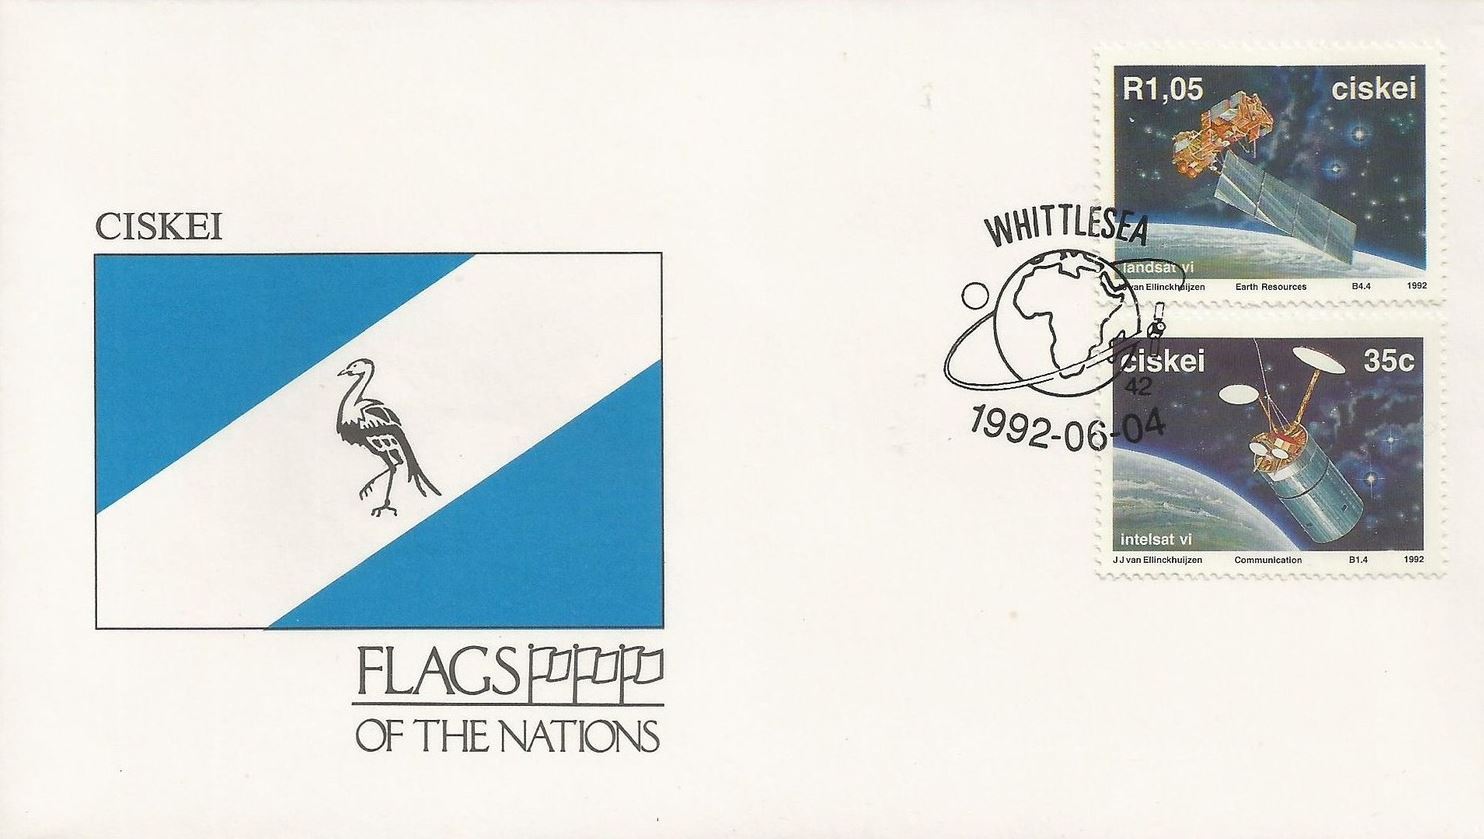 CISKEI
FLAGS
OF THE NATIONS
WHITTLESEA
42
1992-06-04
R1,05 ciskei
landsat vi
van Ellinckhuijzen Earth Resources B4.4 1992
ciskei 35c
intelsat vi
JJ van Ellinckhuijzen Communication B1.4 1992